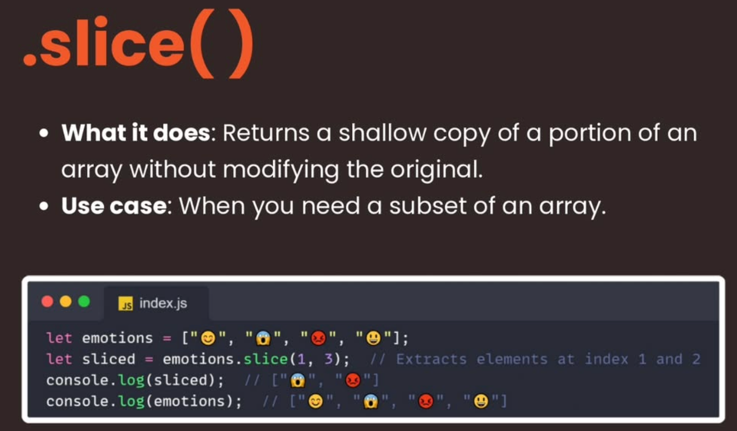 .slice( )
• What it does: Returns a shallow copy of a portion of an
array without modifying the original.
• Use case: When you need a subset of an array.
JS index.js
let emotions = ["😊", "😱", "😡", "😃"];
let sliced = emotions.slice(1, 3); // Extracts elements at index 1 and 2
console.log(sliced); // ["😱", "😡"]
console.log(emotions); // ["😊", "😱", "😡", "😃"]